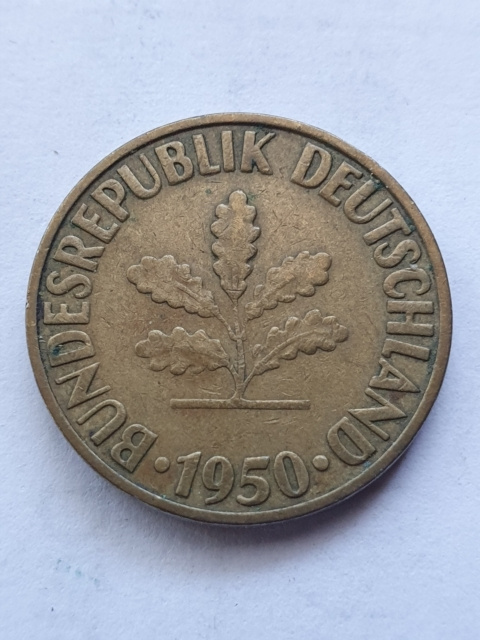 BUNDESREPUBLIK DEUTSCHLAND
· 1950 ·